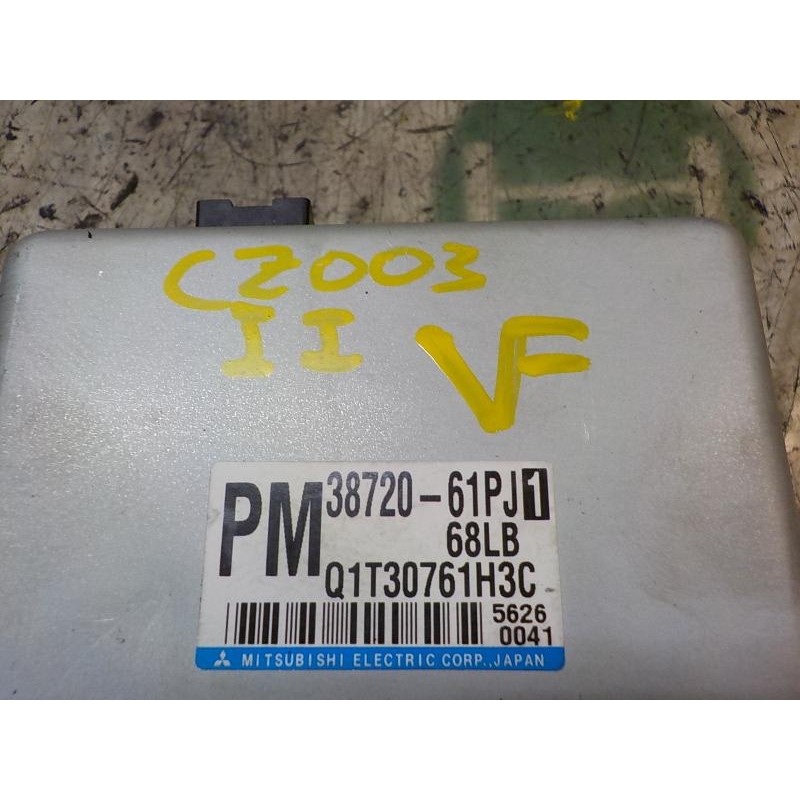 CZ003
II VF
PM 38720-61PJ1
68LB
Q1T30761H3C
5626
0041
MITSUBISHI ELECTRIC CORP., JAPAN